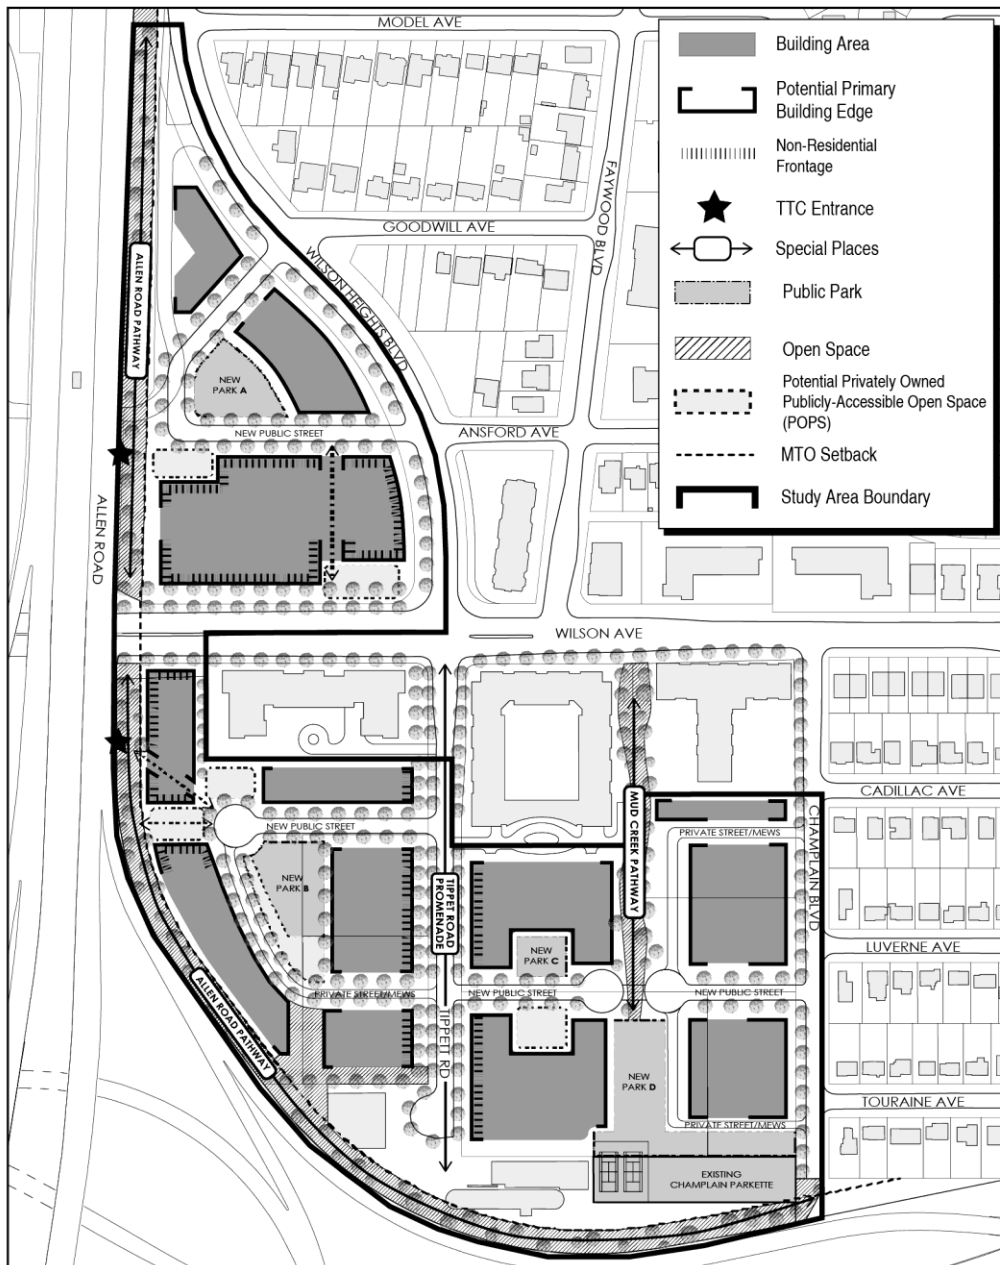 MODEL AVE
Building Area
Potential Primary
Building Edge
Non-Residential
Frontage
TTC Entrance
Special Places
Public Park
Open Space
Potential Privately Owned
Publicly-Accessible Open Space
(POPS)
MTO Setback
Study Area Boundary
FAYWOOD BLVD
GOODWILL AVE
WILSON HEIGHTS BLVD
ALLEN ROAD PATHWAY
NEW
PARK A
NEW PUBLIC STREET
ANSFORD AVE
ALLEN ROAD
WILSON AVE
CADILLAC AVE
MUD CREEK PATHWAY
CHAMPLAIN BLVD
NEW PUBLIC STREET
PRIVATE STREET/MEWS
NEW
PARK B
TIPPET ROAD
PROMENADE
NEW
PARK C
LUVERNE AVE
ALLEN ROAD PATHWAY
PRIVATE STREET/MEWS
NEW PUBLIC STREET
NEW PUBLIC STREET
TIPPETT RD
NEW
PARK D
TOURAINE AVE
PRIVATE STREET/MEWS
EXISTING
CHAMPLAIN PARKETTE